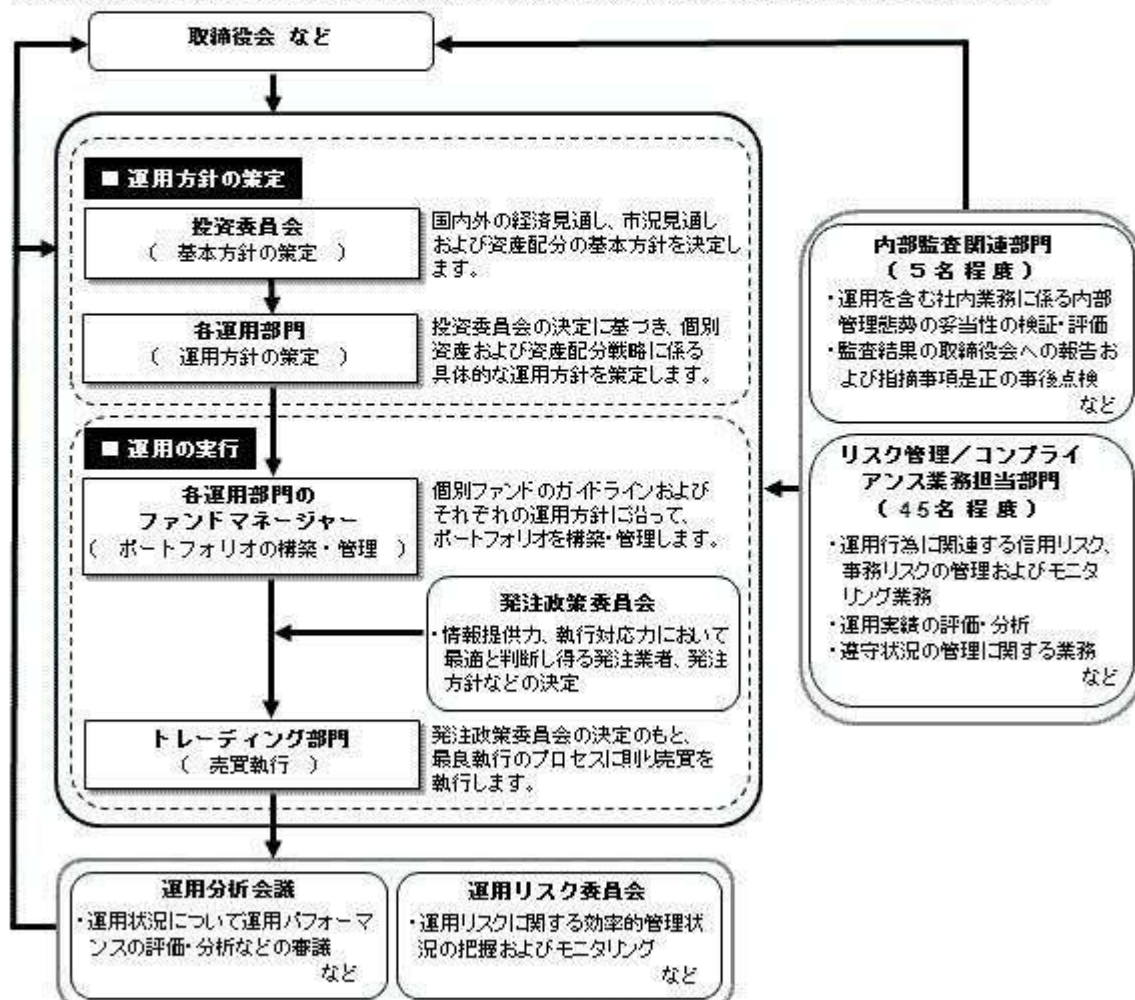 取締役会 など
■ 運用方針の策定
投資委員会
( 基本方針の策定 )
国内外の経済見通し、市況見通し
および資産配分の基本方針を決定し
ます。
各運用部門
( 運用方針の策定 )
投資委員会の決定に基づき、個別
資産および資産配分戦略に係る
具体的な運用方針を策定します。
■ 運用の実行
各運用部門の
ファンドマネージャー
( ポートフォリオの構築・管理 )
個別ファンドのガイドラインおよび
それぞれの運用方針に沿って、
ポートフォリオを構築・管理します。
発注政策委員会
・情報提供力、執行対応力において
最適と判断し得る発注業者、発注
方針などの決定
トレーディング部門
( 売買執行 )
発注政策委員会の決定のもと、
最良執行のプロセスに則り売買を
執行します。
運用分析会議
・運用状況について運用パフォーマ
ンスの評価・分析などの審議
など
運用リスク委員会
・運用リスクに関する効率的管理状
況の把握およびモニタリング
など
内部監査関連部門
( 5名程度 )
・運用を含む社内業務に係る内部
管理態勢の妥当性の検証・評価
・監査結果の取締役会への報告お
よび指摘事項是正の事後点検
など
リスク管理/コンプライ
アンス業務担当部門
( 45名程度 )
・運用行為に関連する信用リスク、
事務リスクの管理およびモニタ
リング業務
・運用実績の評価・分析
・遵守状況の管理に関する業務
など